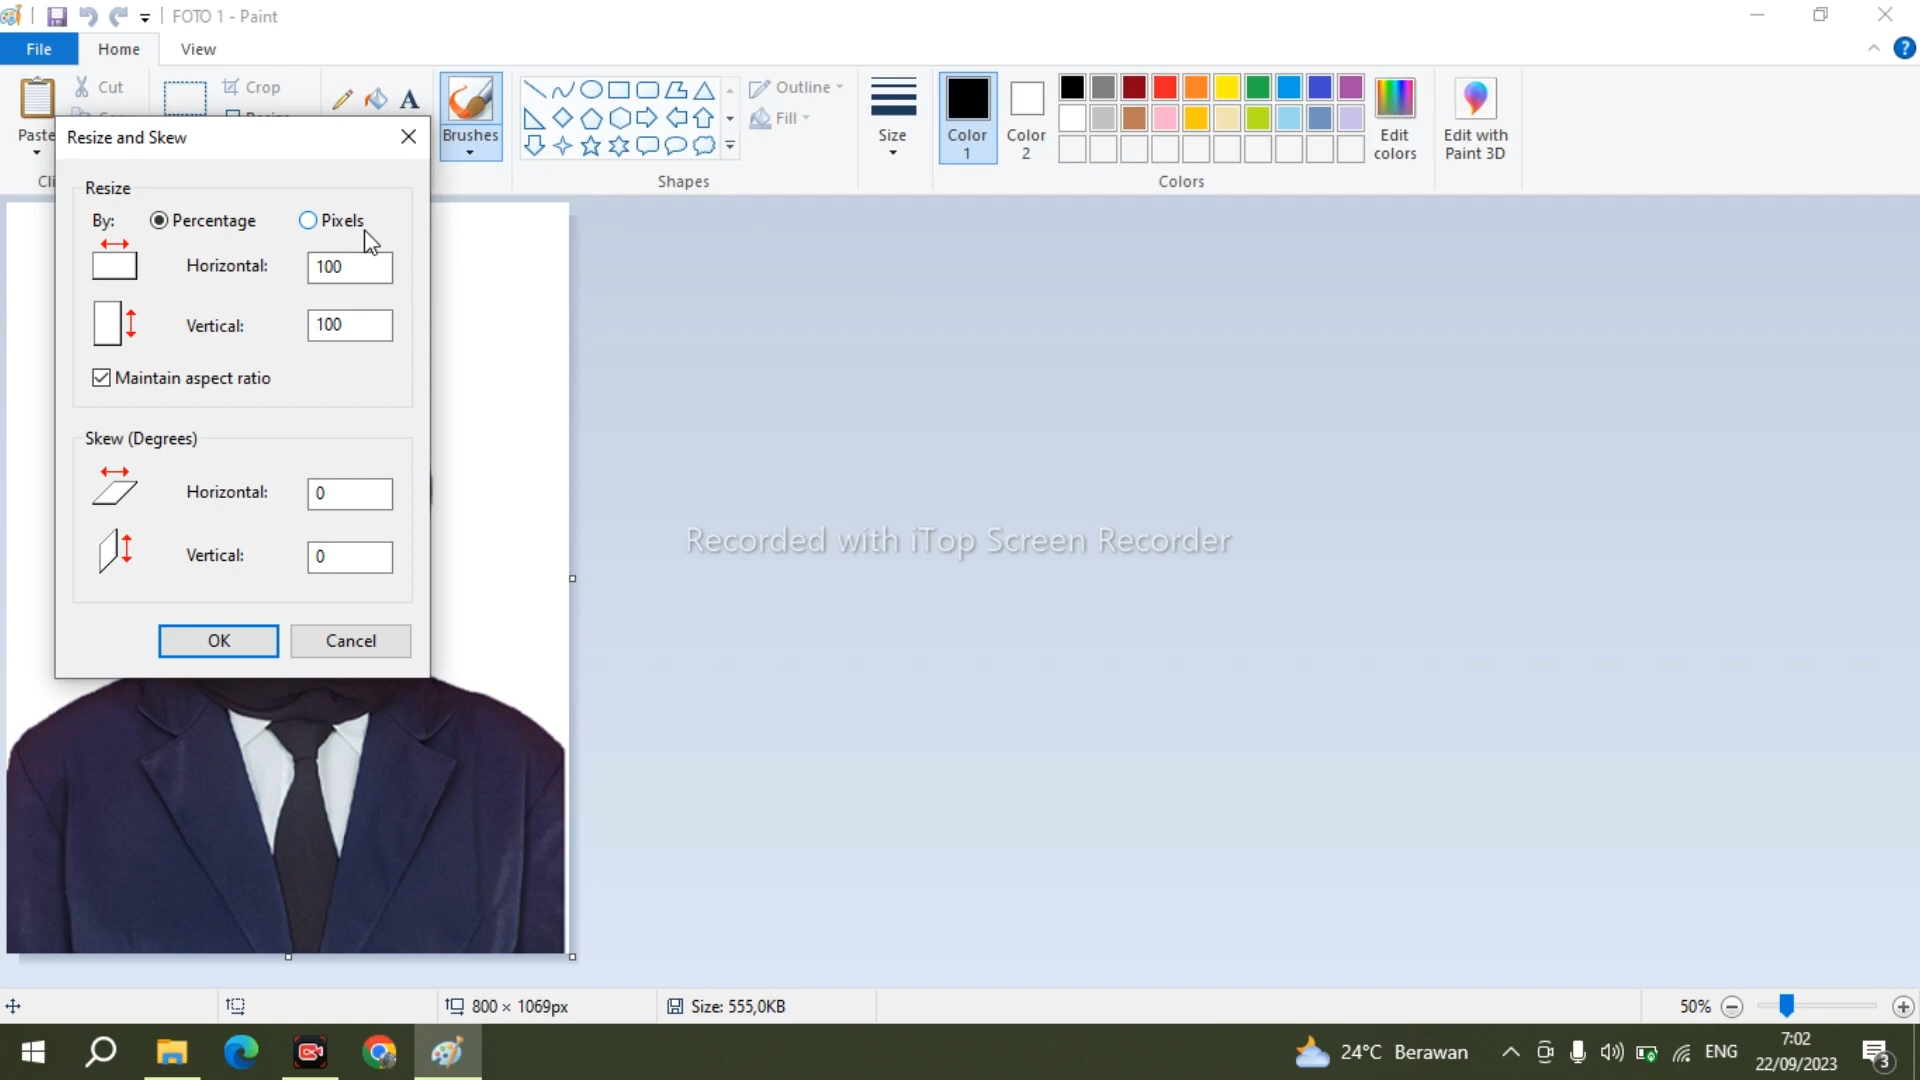 FOTO 1 - Paint
File
Home
View
Paste
Cut
Crop
Brushes
Outline
Fill
Shapes
Size
Color
1
Color
2
Edit
colors
Edit with
Paint 3D
Colors
Resize and Skew
Resize
By:
Percentage
Pixels
Horizontal:
100
Vertical:
100
Maintain aspect ratio
Skew (Degrees)
Horizontal:
0
Vertical:
0
OK
Cancel
Recorded with iTop Screen Recorder
800 × 1069px
Size: 555,0KB
50%
24°C Berawan
ENG
7:02
22/09/2023
3